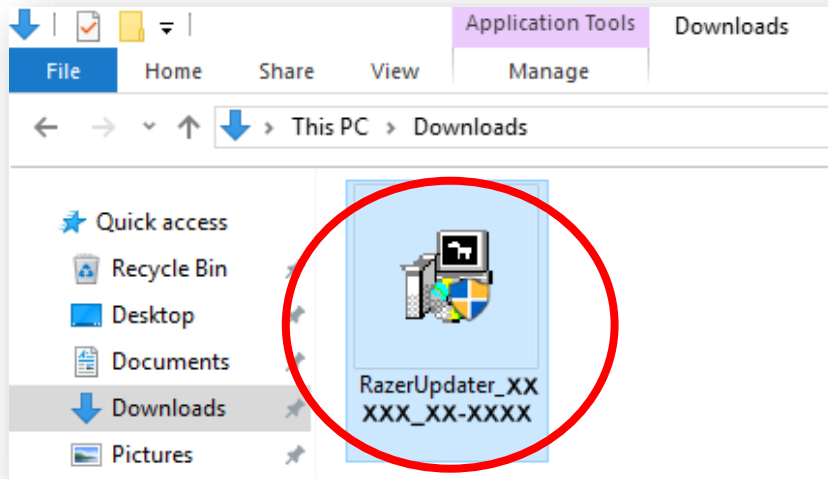 Application Tools
Downloads
File
Home
Share
View
Manage
This PC > Downloads
Quick access
Recycle Bin
Desktop
Documents
Downloads
Pictures
RazerUpdater_XX
XXX_XX-XXXX